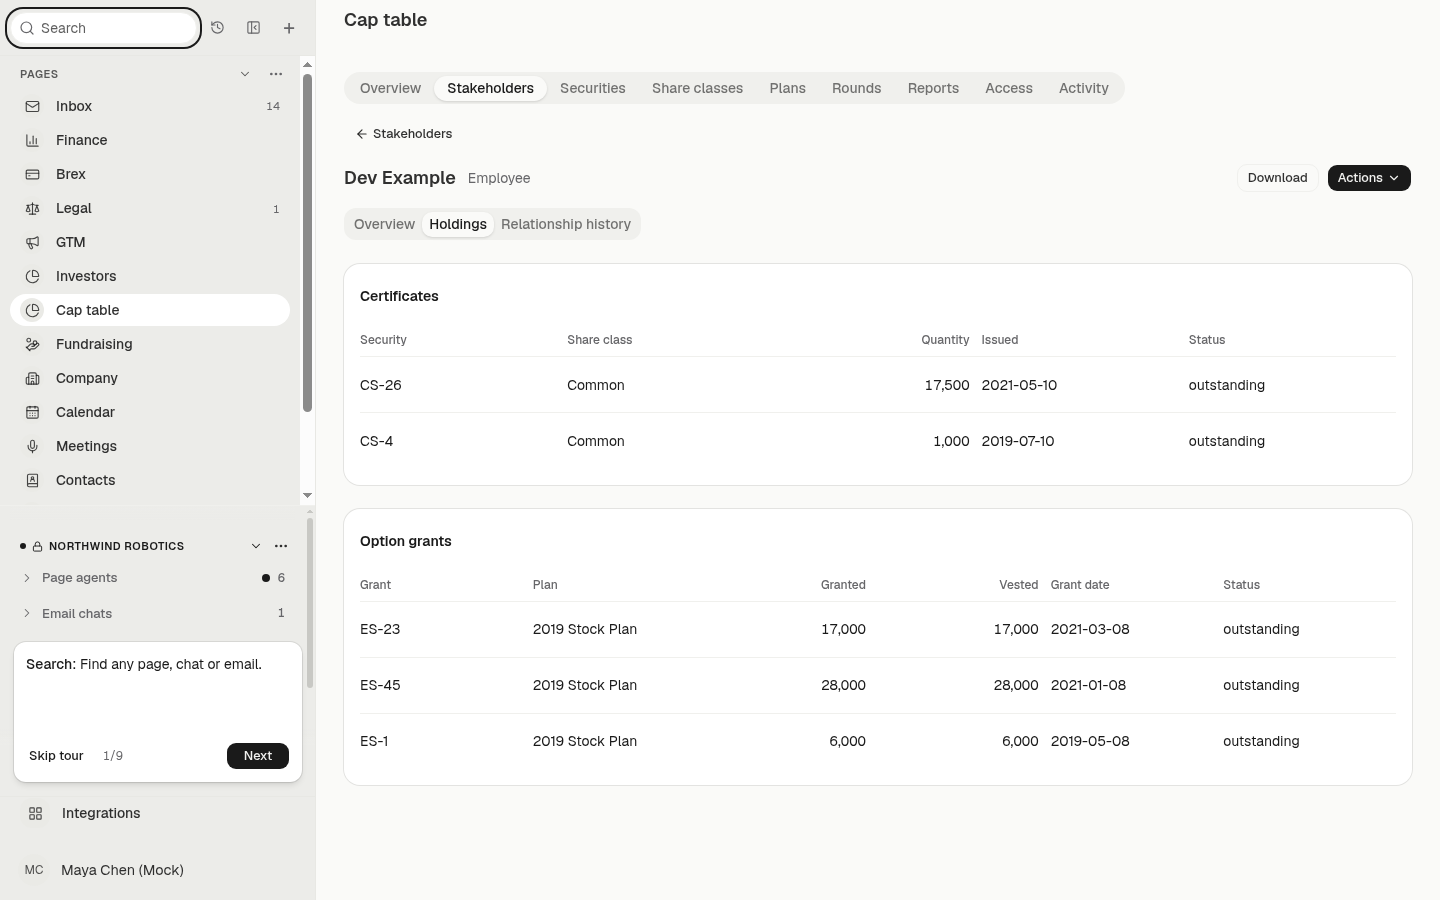 Search
PAGES
Inbox 14
Finance
Brex
Legal 1
GTM
Investors
Cap table
Fundraising
Company
Calendar
Meetings
Contacts
NORTHWIND ROBOTICS
Page agents 6
Email chats 1
Search: Find any page, chat or email.
Skip tour 1/9 Next
Integrations
MC Maya Chen (Mock)
Cap table
Overview Stakeholders Securities Share classes Plans Rounds Reports Access Activity
Stakeholders
Dev Example Employee Download Actions
Overview Holdings Relationship history
Certificates
Security Share class Quantity Issued Status
CS-26 Common 17,500 2021-05-10 outstanding
CS-4 Common 1,000 2019-07-10 outstanding
Option grants
Grant Plan Granted Vested Grant date Status
ES-23 2019 Stock Plan 17,000 17,000 2021-03-08 outstanding
ES-45 2019 Stock Plan 28,000 28,000 2021-01-08 outstanding
ES-1 2019 Stock Plan 6,000 6,000 2019-05-08 outstanding